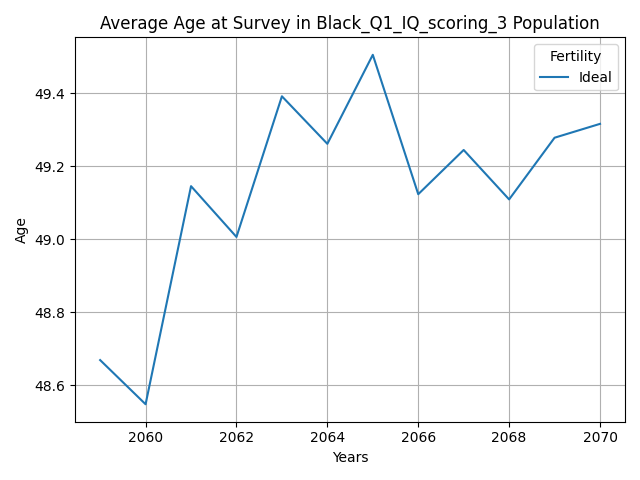 Average Age at Survey in Black_Q1_IQ_scoring_3 Population
Fertility
Ideal
49.4
49.2
49.0
48.8
48.6
Age
2060 2062 2064 2066 2068 2070
Years